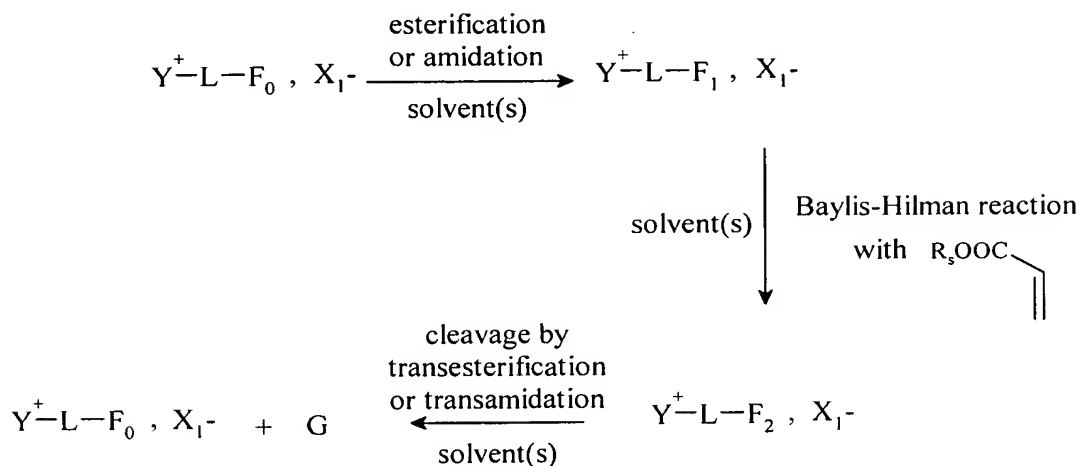 esterification
or amidation
Y⁺–L–F₀ , X₁-
solvent(s)
Y⁺–L–F₁ , X₁-
solvent(s)
Baylis-Hilman reaction
with RₛOOC
cleavage by
transesterification
or transamidation
Y⁺–L–F₀ , X₁- + G
solvent(s)
Y⁺–L–F₂ , X₁-